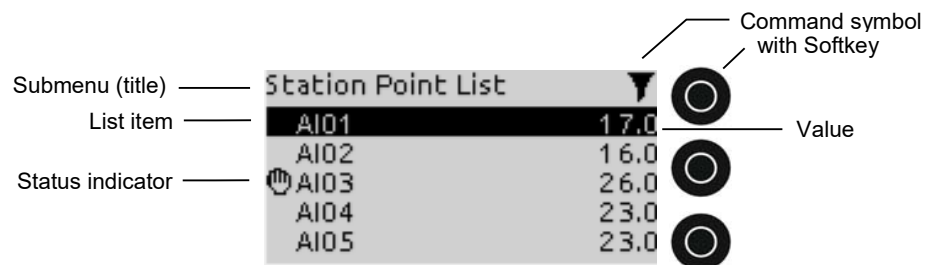 Command symbol
with Softkey
Submenu (title)
Station Point List
List item
AI01 17.0
Value
AI02 16.0
Status indicator
AI03 26.0
AI04 23.0
AI05 23.0